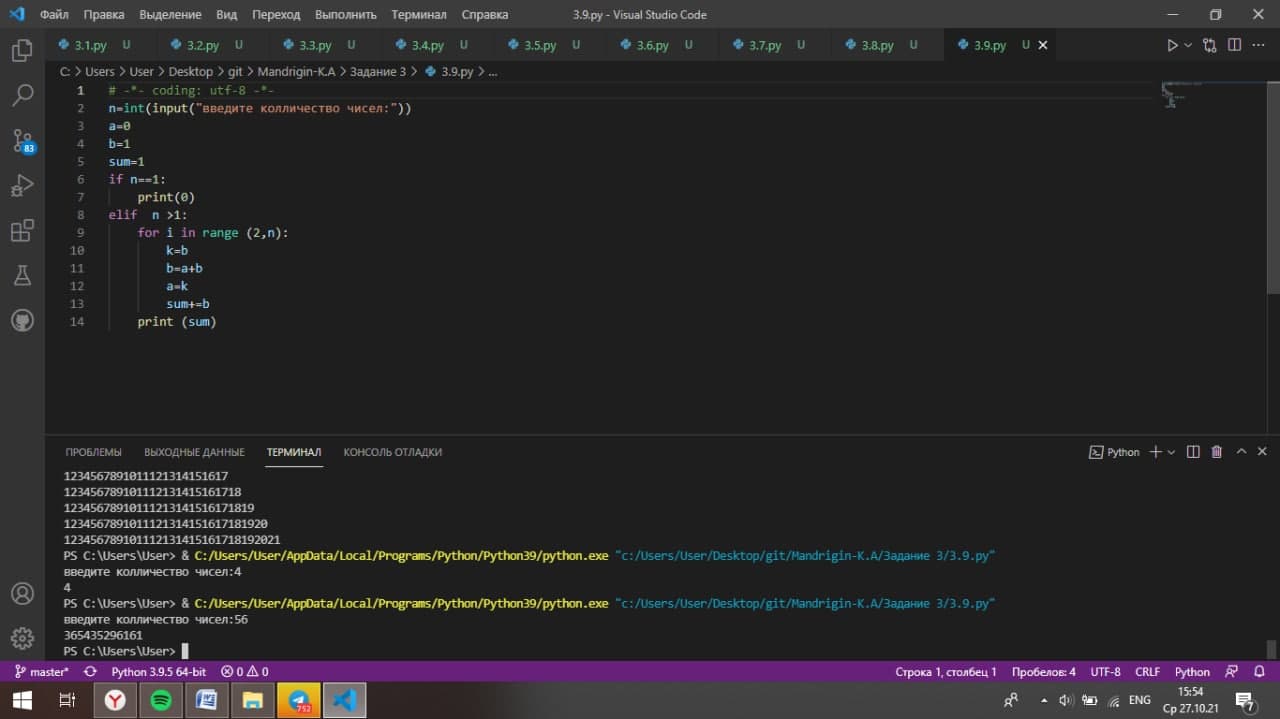 Файл Правка Выделение Вид Переход Выполнить Терминал Справка 3.9.py - Visual Studio Code
3.1.py U 3.2.py U 3.3.py U 3.4.py U 3.5.py U 3.6.py U 3.7.py U 3.8.py U 3.9.py U
C: > Users > User > Desktop > git > Mandrigin-K.A > Задание 3 > 3.9.py > ...
1 # -*- coding: utf-8 -*-
2 n=int(input("введите колличество чисел:"))
3 a=0
4 b=1
5 sum=1
6 if n==1:
7 print(0)
8 elif  n >1:
9 for i in range (2,n):
10 k=b
11 b=a+b
12 a=k
13 sum+=b
14 print (sum)
83
ПРОБЛЕМЫ ВЫХОДНЫЕ ДАННЫЕ ТЕРМИНАЛ КОНСОЛЬ ОТЛАДКИ Python
1234567891011121314151617
123456789101112131415161718
12345678910111213141516171819
1234567891011121314151617181920
123456789101112131415161718192021
PS C:\Users\User> & C:/Users/User/AppData/Local/Programs/Python/Python39/python.exe "c:/Users/User/Desktop/git/Mandrigin-K.A/Задание 3/3.9.py"
введите колличество чисел:4
4
PS C:\Users\User> & C:/Users/User/AppData/Local/Programs/Python/Python39/python.exe "c:/Users/User/Desktop/git/Mandrigin-K.A/Задание 3/3.9.py"
введите колличество чисел:56
365435296161
PS C:\Users\User>
master* Python 3.9.5 64-bit 0 0 Строка 1, столбец 1 Пробелов: 4 UTF-8 CRLF Python
752 ENG 15:54
Ср 27.10.21 7